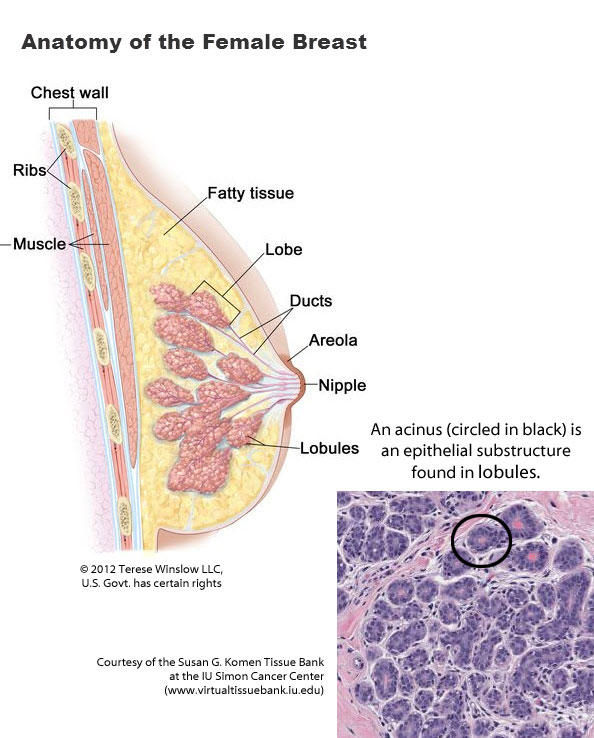 Anatomy of the Female Breast
Chest wall
Ribs
Fatty tissue
Muscle
Lobe
Ducts
Areola
Nipple
Lobules
An acinus (circled in black) is
an epithelial substructure
found in lobules.
© 2012 Terese Winslow LLC,
U.S. Govt. has certain rights
Courtesy of the Susan G. Komen Tissue Bank
at the IU Simon Cancer Center
(www.virtualtissuebank.iu.edu)